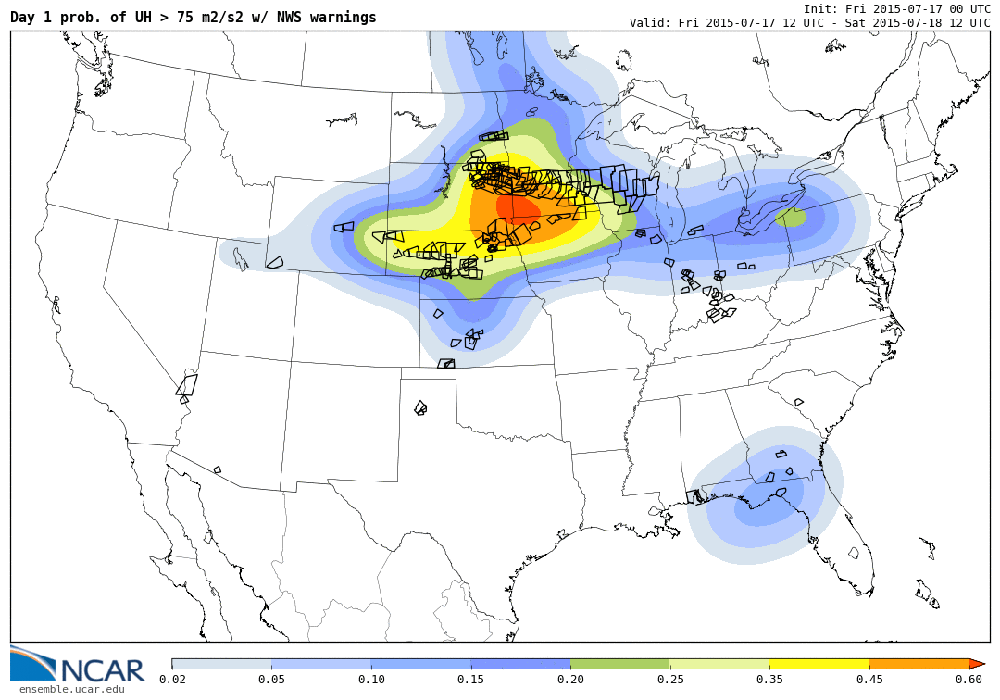 Day 1 prob. of UH > 75 m2/s2 w/ NWS warnings
Init: Fri 2015-07-17 00 UTC
Valid: Fri 2015-07-17 12 UTC - Sat 2015-07-18 12 UTC
NCAR
ensemble.ucar.edu
0.02 0.05 0.10 0.15 0.20 0.25 0.35 0.45 0.60